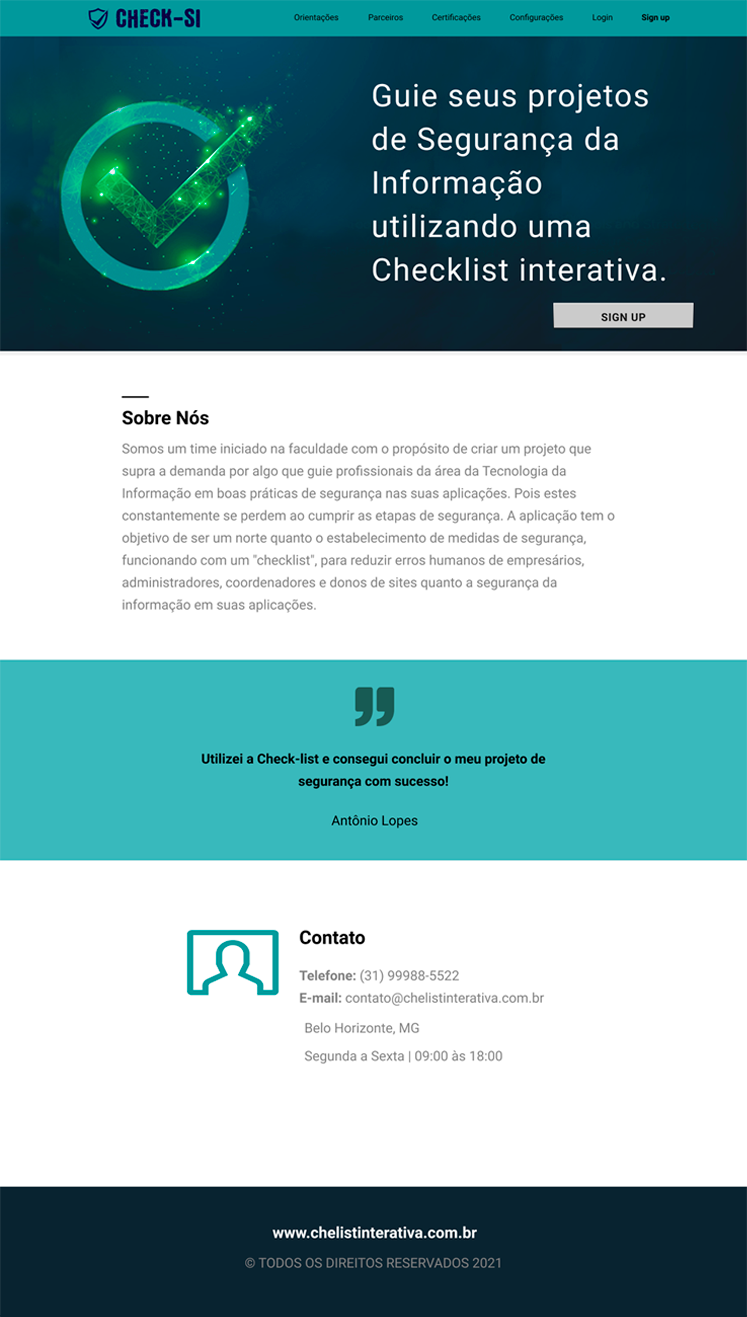 CHECK-SI
Orientações Parceiros Certificações Configurações Login Sign up
Guie seus projetos
de Segurança da
Informação
utilizando uma
Checklist interativa.
SIGN UP
Sobre Nós
Somos um time iniciado na faculdade com o propósito de criar um projeto que
supra a demanda por algo que guie profissionais da área da Tecnologia da
Informação em boas práticas de segurança nas suas aplicações. Pois estes
constantemente se perdem ao cumprir as etapas de segurança. A aplicação tem o
objetivo de ser um norte quanto o estabelecimento de medidas de segurança,
funcionando com um "checklist", para reduzir erros humanos de empresários,
administradores, coordenadores e donos de sites quanto a segurança da
informação em suas aplicações.
Utilizei a Check-list e consegui concluir o meu projeto de
segurança com sucesso!
Antônio Lopes
Contato
Telefone: (31) 99988-5522
E-mail: contato@chelistinterativa.com.br
Belo Horizonte, MG
Segunda a Sexta | 09:00 às 18:00
www.chelistinterativa.com.br
© TODOS OS DIREITOS RESERVADOS 2021